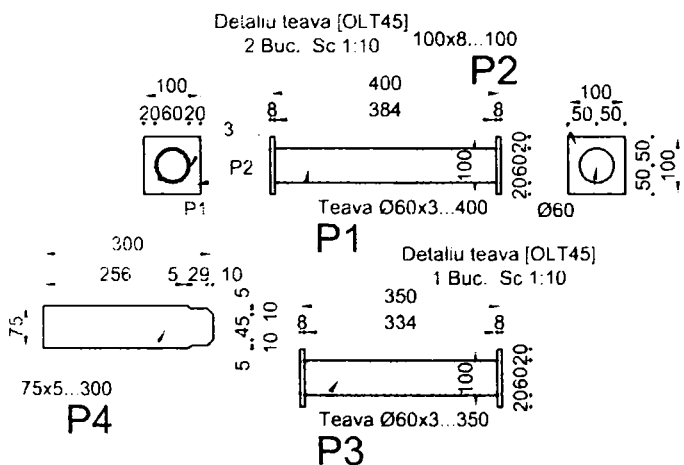 Detaliu teava [OLT45]
2 Buc. Sc 1:10
100x8...100
P2
100
206020
3
P2
P1
400
8 384 8
100
206020
Teava Ø60x3...400
P1
100
50 50
50 50
100
Ø60
300
256 5 29 10
75
5
45
5
10
10
75x5...300
P4
Detaliu teava [OLT45]
1 Buc. Sc 1:10
350
8 334 8
100
206020
Teava Ø60x3...350
P3